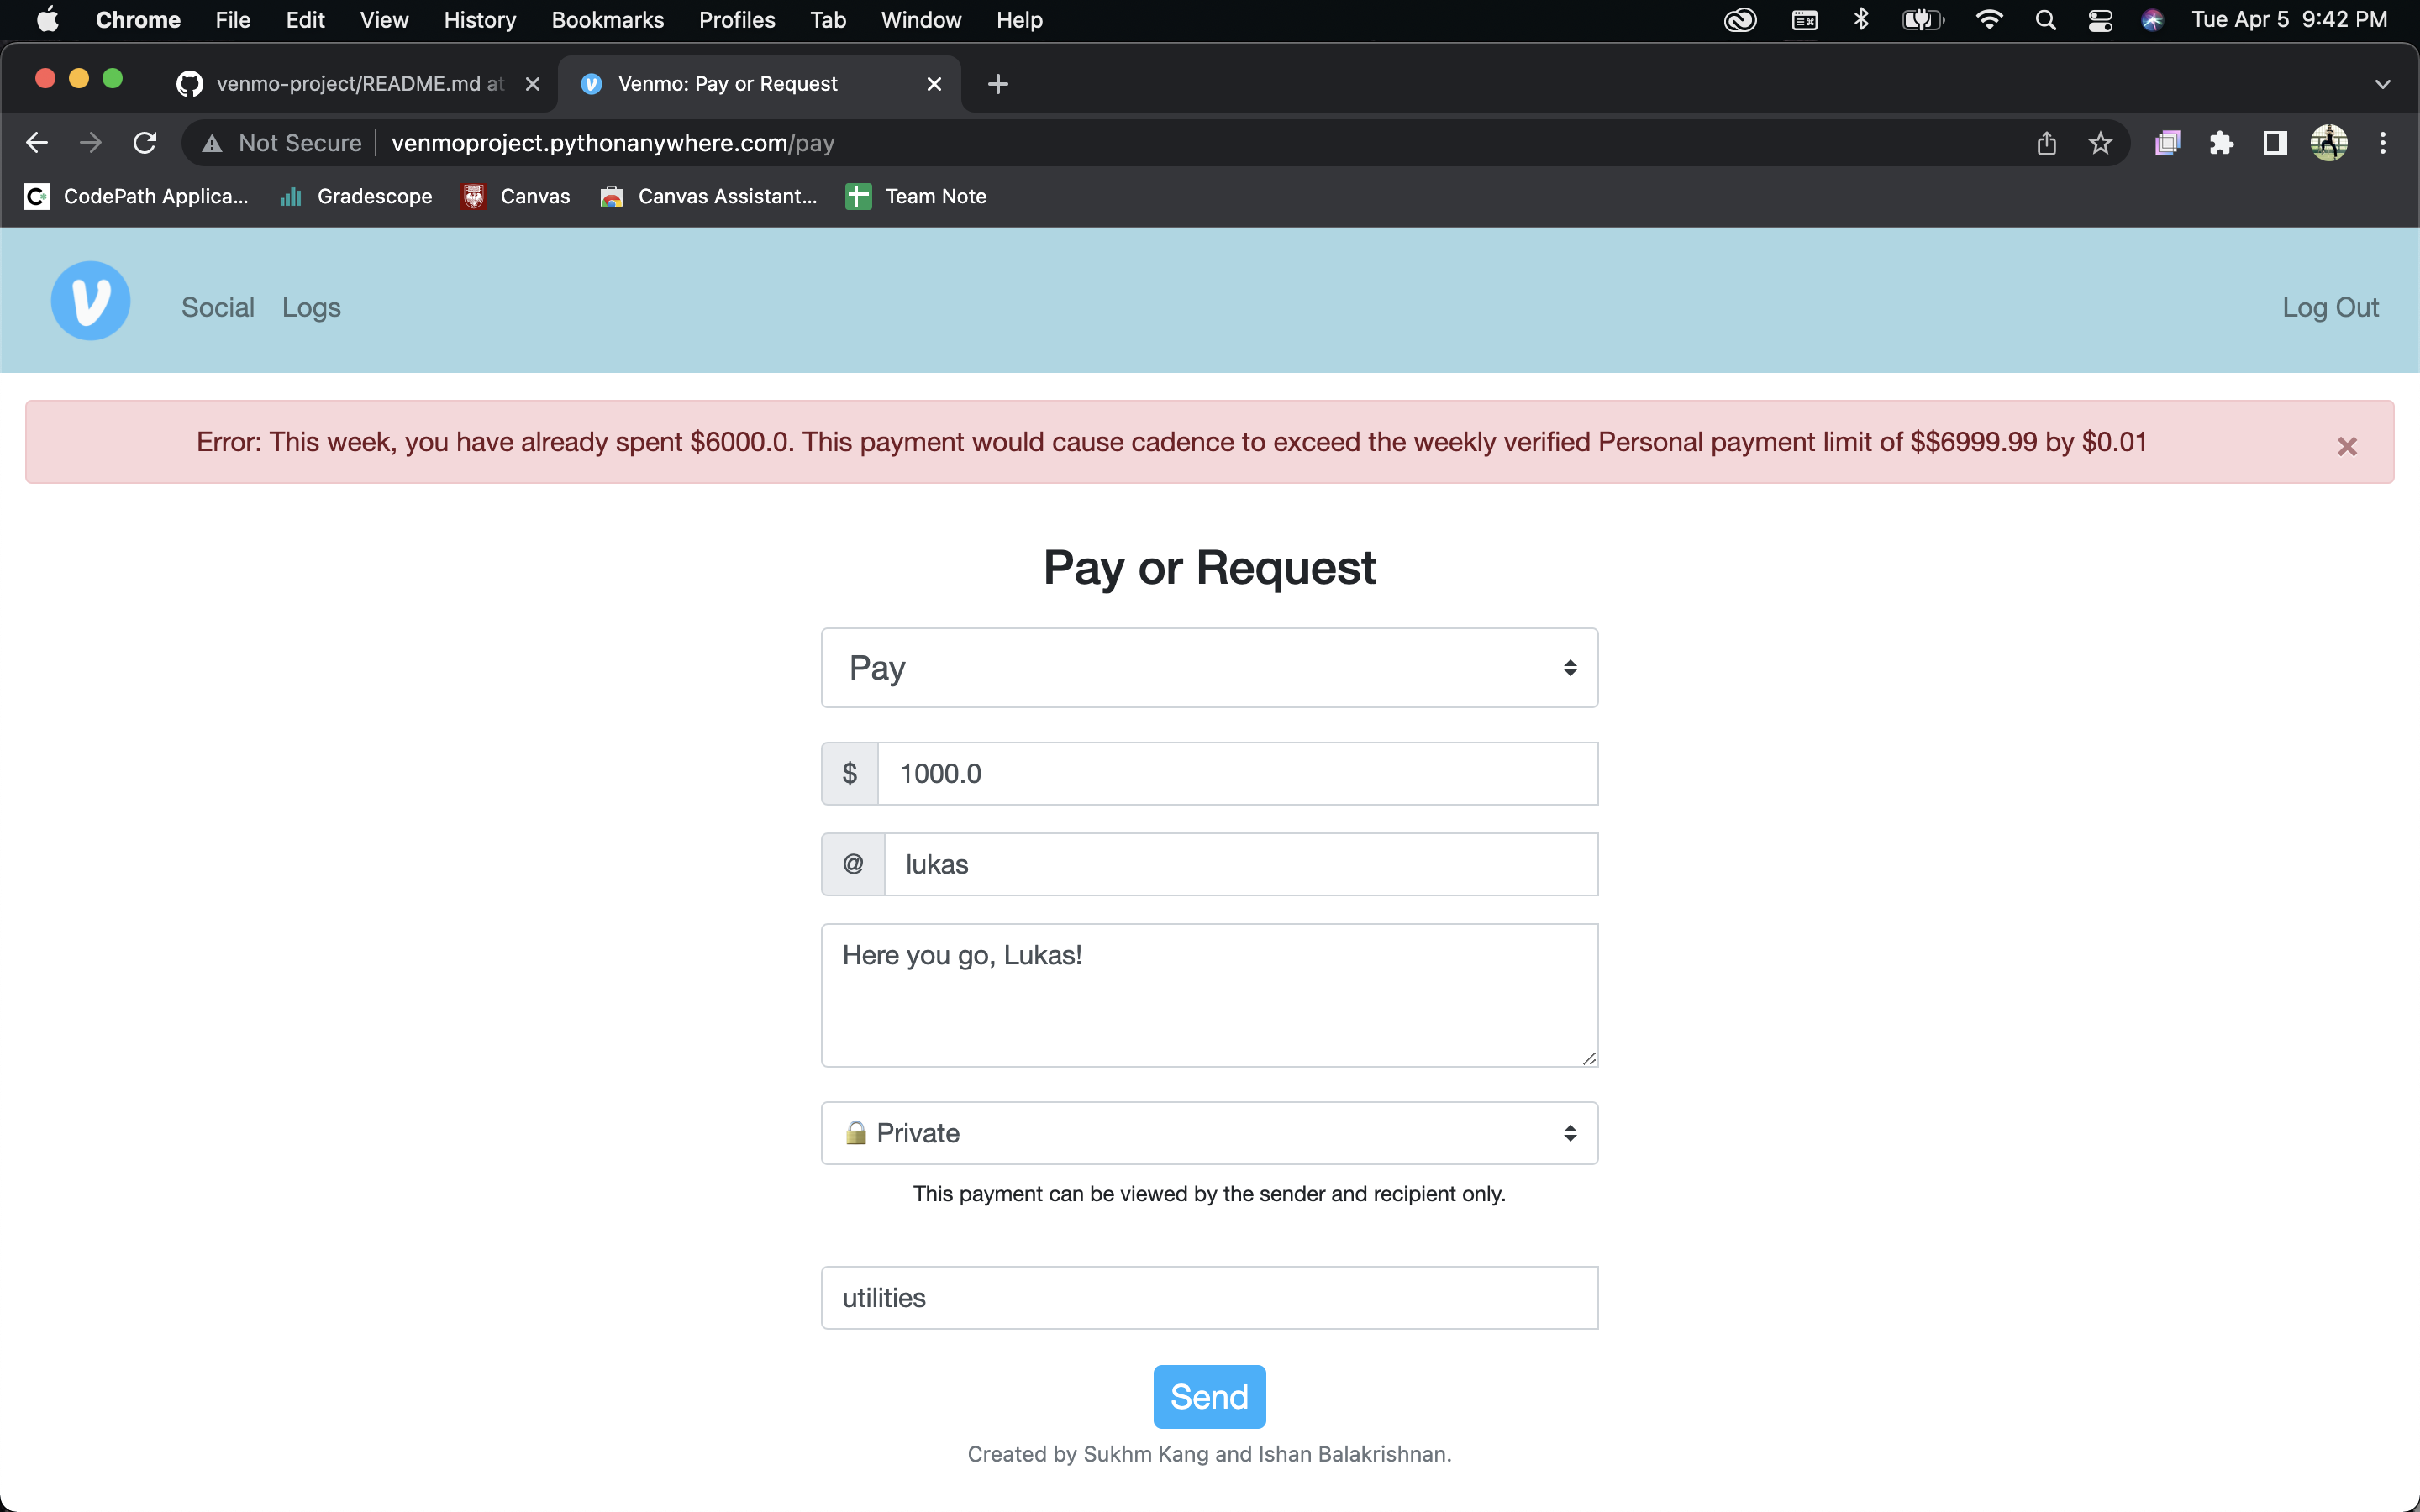 Chrome File Edit View History Bookmarks Profiles Tab Window Help Tue Apr 5 9:42 PM
venmo-project/README.md at Venmo: Pay or Request
Not Secure venmoproject.pythonanywhere.com/pay
CodePath Applica... Gradescope Canvas Canvas Assistant... Team Note
Social Logs Log Out
Error: This week, you have already spent $6000.0. This payment would cause cadence to exceed the weekly verified Personal payment limit of $$6999.99 by $0.01 ×
Pay or Request
Pay
$ 1000.0
@ lukas
Here you go, Lukas!
🔒 Private
This payment can be viewed by the sender and recipient only.
utilities
Send
Created by Sukhm Kang and Ishan Balakrishnan.